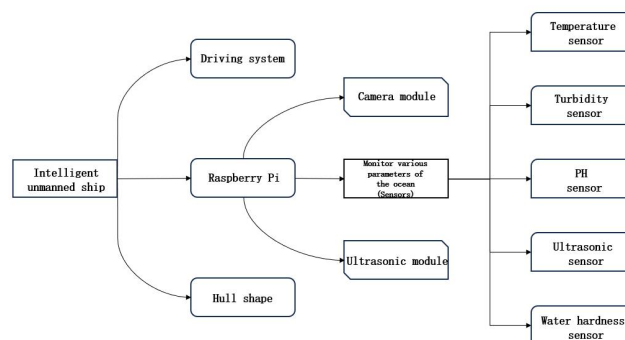 Temperature
sensor
Driving system
Camera module
Turbidity
sensor
Intelligent
unmanned ship
Raspberry Pi
Monitor various
parameters of
the ocean
(Sensors)
PH
sensor
Ultrasonic module
Ultrasonic
sensor
Hull shape
Water hardness
sensor